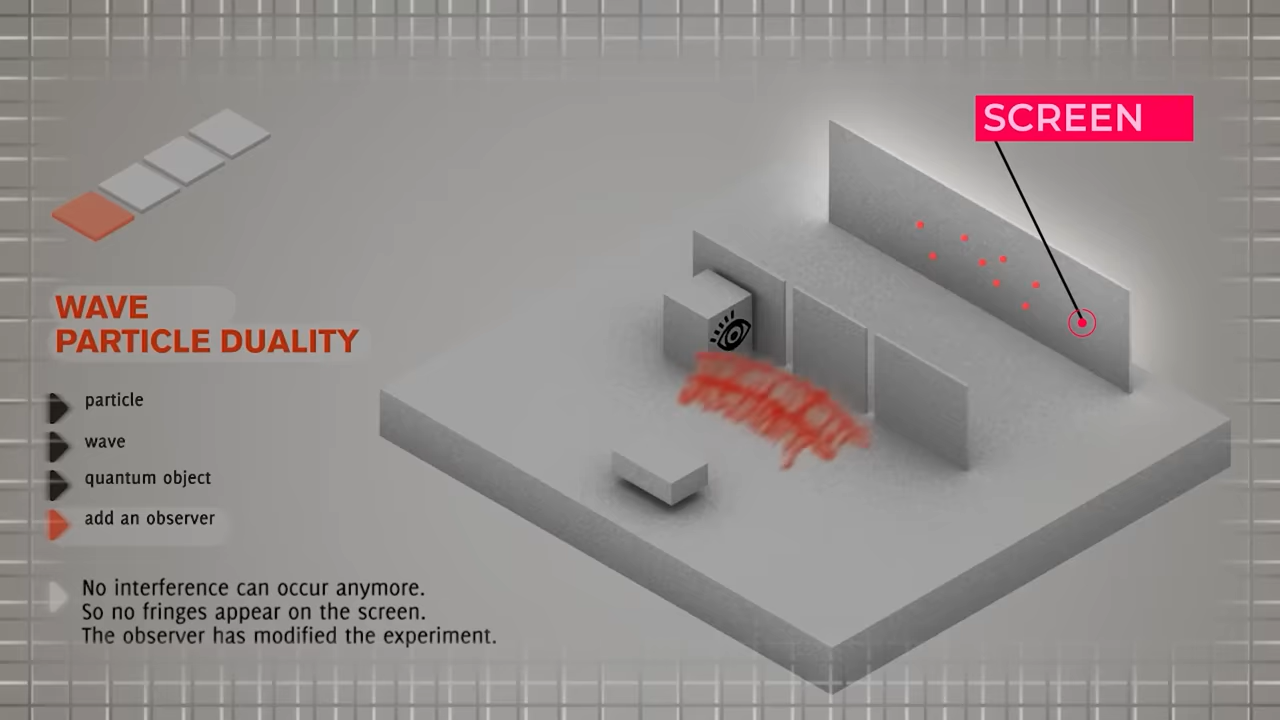 SCREEN
WAVE
PARTICLE DUALITY
particle
wave
quantum object
add an observer
No interference can occur anymore.
So no fringes appear on the screen.
The observer has modified the experiment.